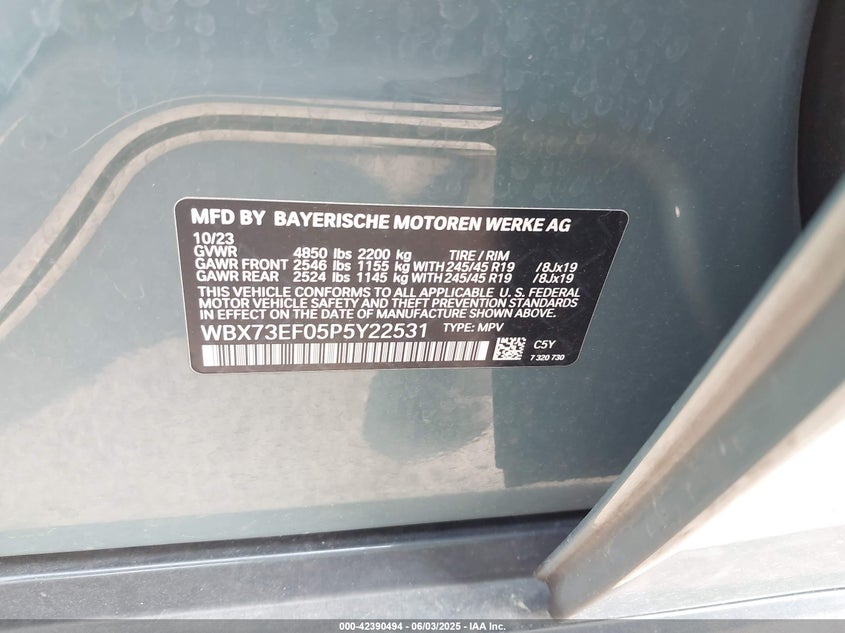 MFD BY BAYERISCHE MOTOREN WERKE AG
10/23
GVWR 4850 lbs 2200 kg TIRE / RIM
GAWR FRONT 2546 lbs 1155 kg WITH 245/45 R19 /8Jx19
GAWR REAR 2524 lbs 1145 kg WITH 245/45 R19 /8Jx19
THIS VEHICLE CONFORMS TO ALL APPLICABLE U. S. FEDERAL
MOTOR VEHICLE SAFETY AND THEFT PREVENTION STANDARDS
IN EFFECT ON THE DATE OF MANUFACTURE SHOWN ABOVE.
WBX73EF05P5Y22531 TYPE: MPV
C5Y
7 320 730
000-42390494 - 06/03/2025 - IAA Inc.